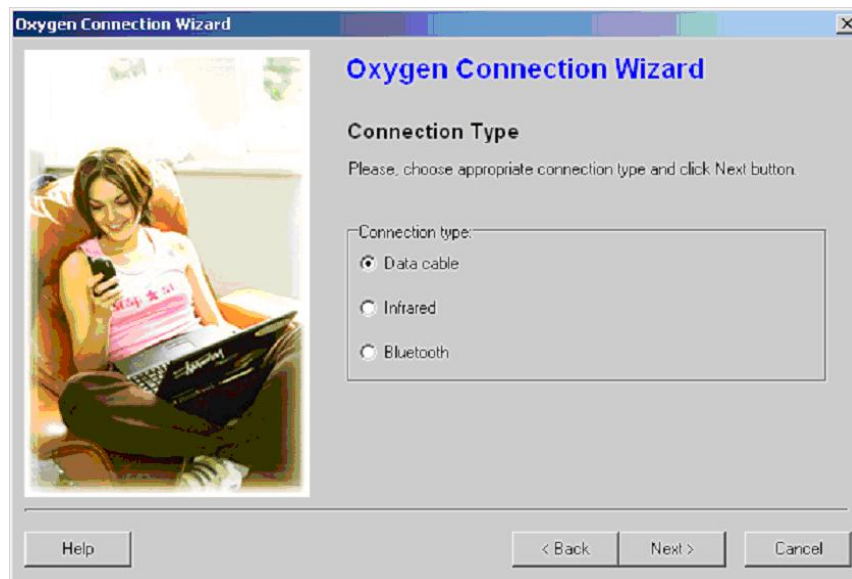 Oxygen Connection Wizard
Oxygen Connection Wizard
Connection Type
Please, choose appropriate connection type and click Next button.
Connection type:
Data cable
Infrared
Bluetooth
Help
< Back
Next >
Cancel